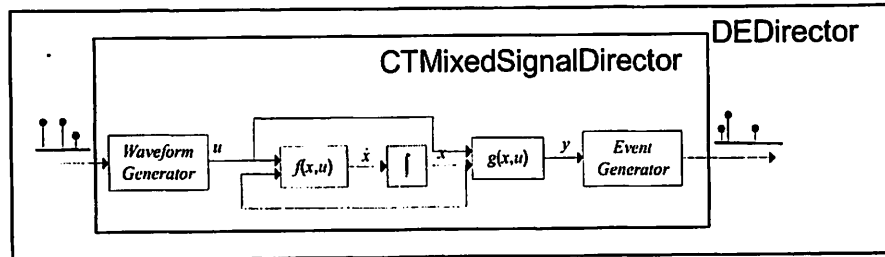 DEDirector
CTMixedSignalDirector
Waveform
Generator
u
f(x,u)
ẋ
∫
x
g(x,u)
y
Event
Generator